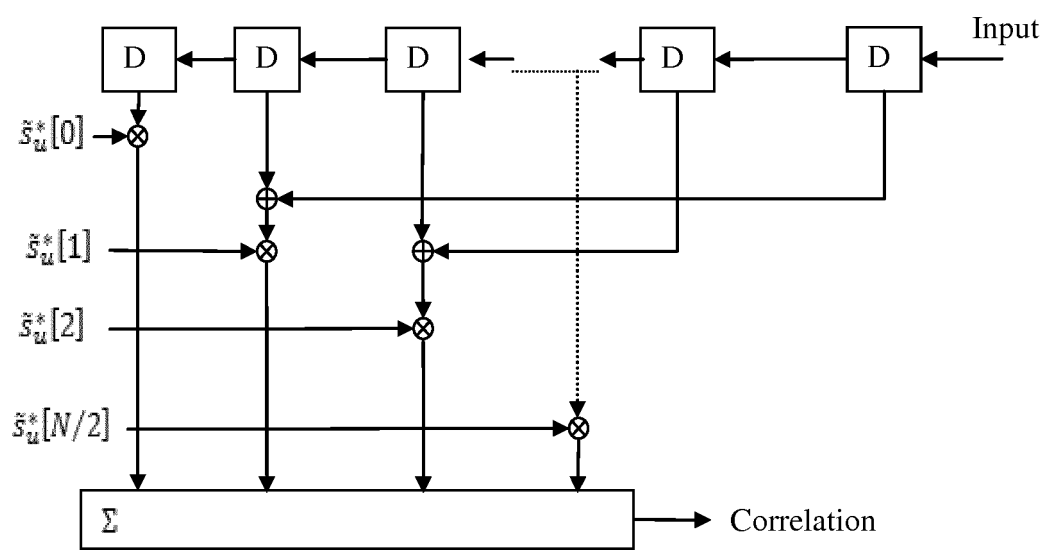 Input
D D D D D
s̃*ᵤ[0]
s̃*ᵤ[1]
s̃*ᵤ[2]
s̃*ᵤ[N/2]
Σ
Correlation